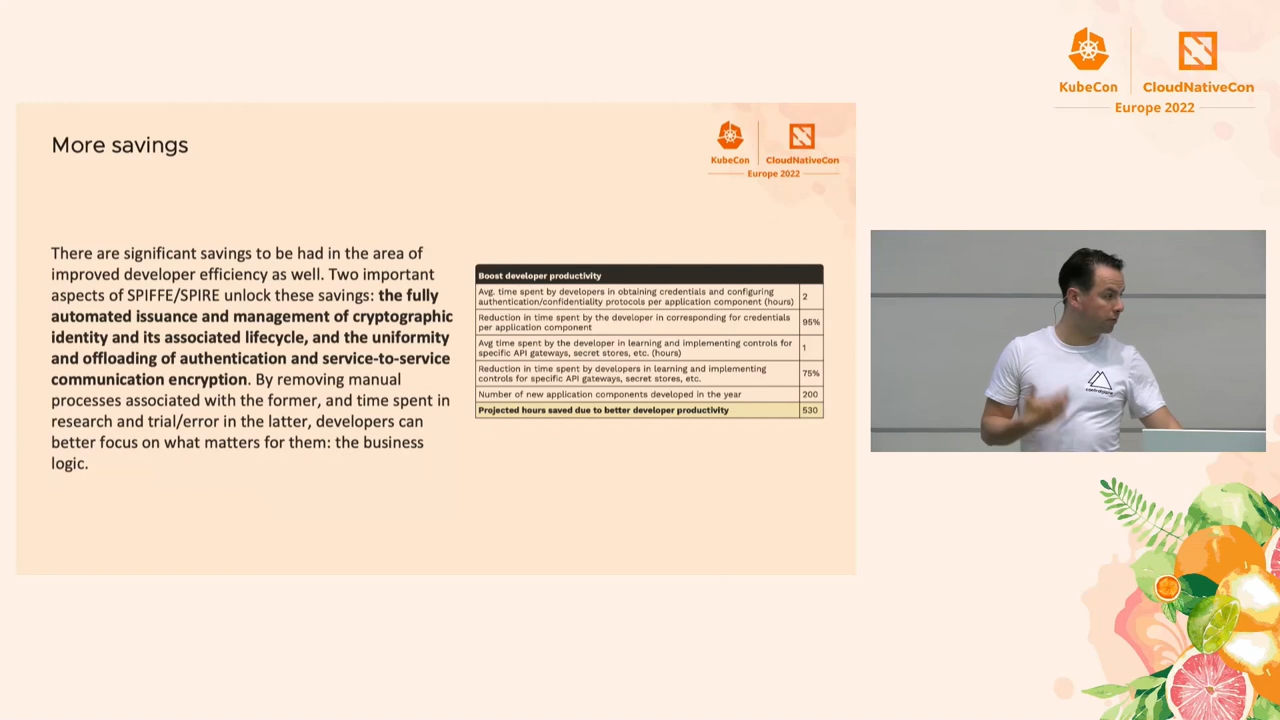 KubeCon
CloudNativeCon
Europe 2022
More savings
KubeCon
CloudNativeCon
Europe 2022
There are significant savings to be had in the area of
improved developer efficiency as well. Two important
aspects of SPIFFE/SPIRE unlock these savings: the fully
automated issuance and management of cryptographic
identity and its associated lifecycle, and the uniformity
and offloading of authentication and service-to-service
communication encryption. By removing manual
processes associated with the former, and time spent in
research and trial/error in the latter, developers can
better focus on what matters for them: the business
logic.
Boost developer productivity
Avg. time spent by developers in obtaining credentials and configuring
authentication/confidentiality protocols per application component (hours) 2
Reduction in time spent by the developer in corresponding for credentials
per application component 95%
Avg time spent by the developer in learning and implementing controls for
specific API gateways, secret stores, etc. (hours) 1
Reduction in time spent by developers in learning and implementing
controls for specific API gateways, secret stores, etc. 75%
Number of new application components developed in the year 200
Projected hours saved due to better developer productivity 530
controlplane